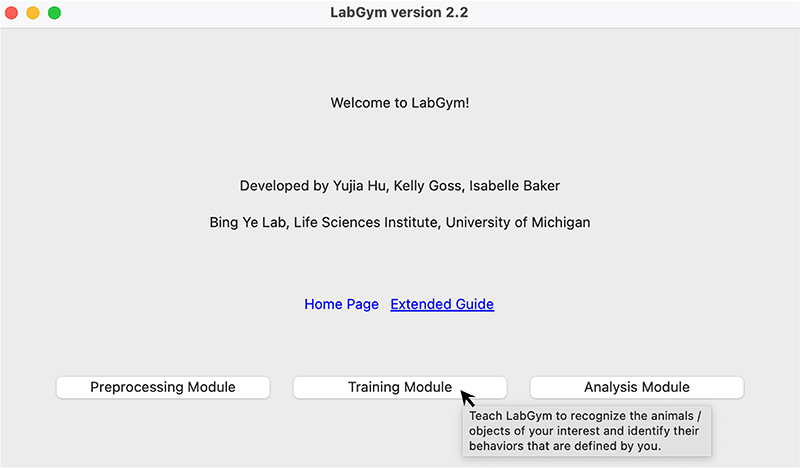 LabGym version 2.2
Welcome to LabGym!
Developed by Yujia Hu, Kelly Goss, Isabelle Baker
Bing Ye Lab, Life Sciences Institute, University of Michigan
Home Page Extended Guide
Preprocessing Module Training Module Analysis Module
Teach LabGym to recognize the animals /
objects of your interest and identify their
behaviors that are defined by you.